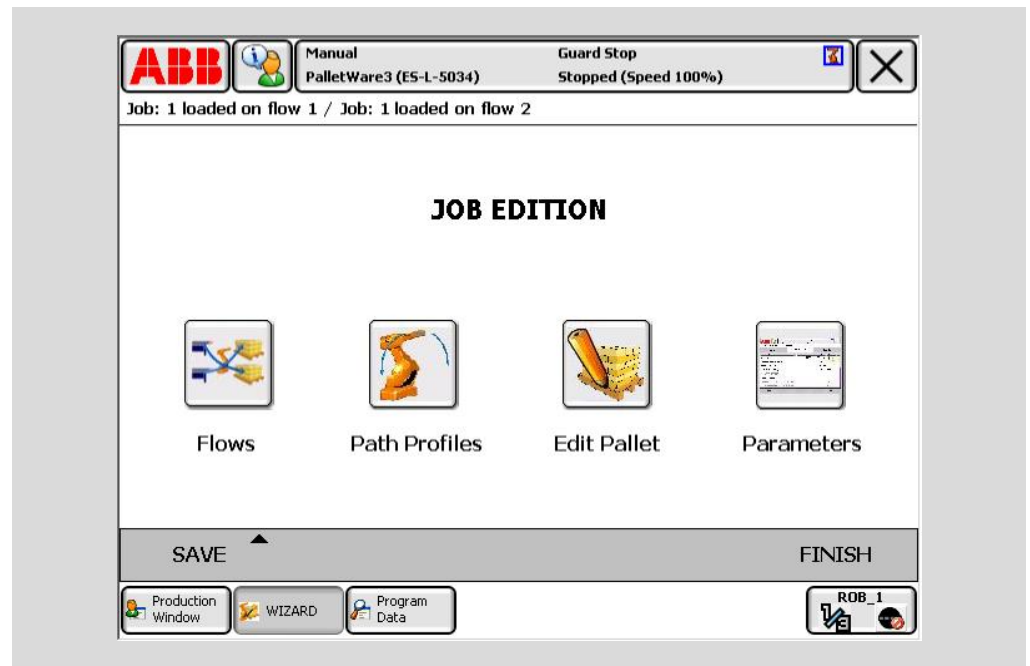 ABB
Manual
Guard Stop
PalletWare3 (ES-L-5034)
Stopped (Speed 100%)
Job: 1 loaded on flow 1 / Job: 1 loaded on flow 2
JOB EDITION
Flows
Path Profiles
Edit Pallet
Parameters
SAVE
FINISH
Production
Window
WIZARD
Program
Data
ROB_1
1/3